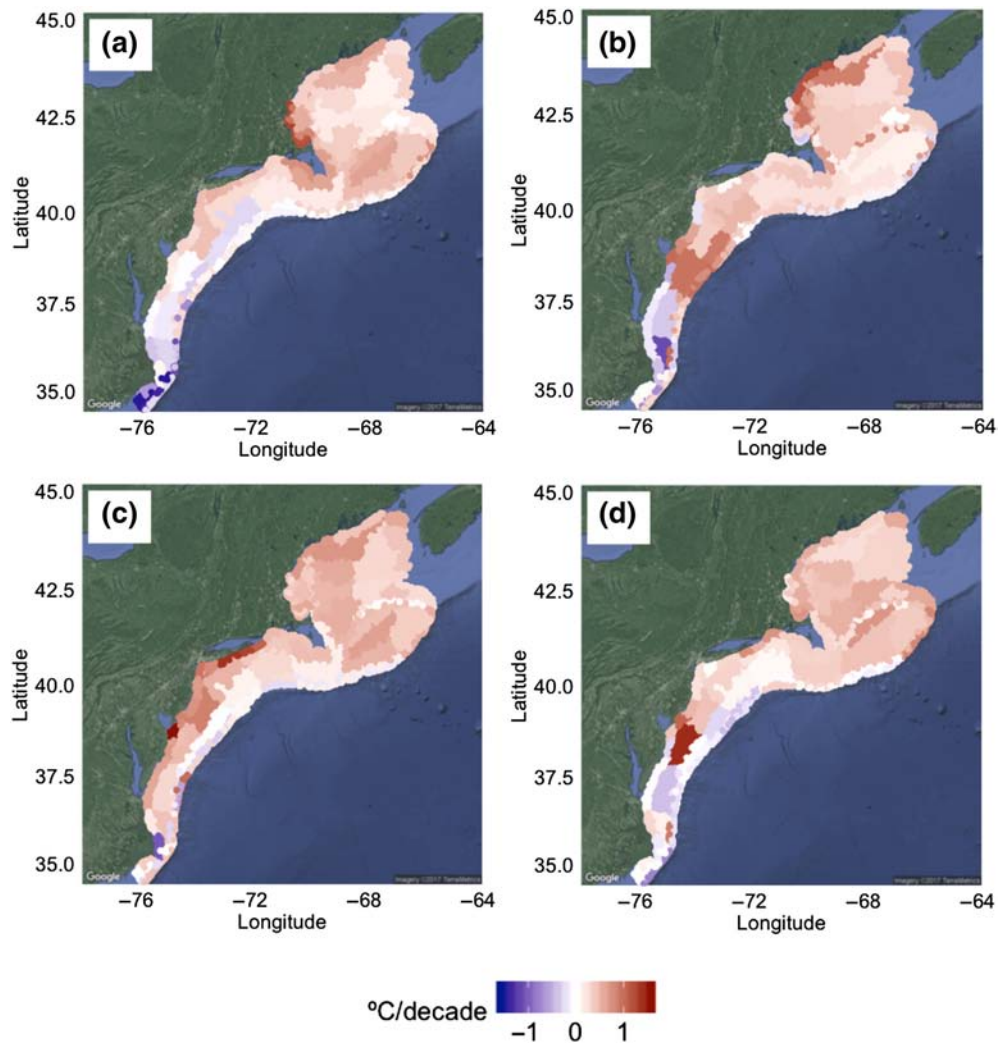 45.0
(a)
42.5
40.0
37.5
35.0
Latitude
Google
Imagery ©2017 TerraMetrics
−76
−72
−68
−64
Longitude
45.0
(b)
42.5
40.0
37.5
35.0
Latitude
Google
Imagery ©2017 TerraMetrics
−76
−72
−68
−64
Longitude
45.0
(c)
42.5
40.0
37.5
35.0
Latitude
Google
Imagery ©2017 TerraMetrics
−76
−72
−68
−64
Longitude
45.0
(d)
42.5
40.0
37.5
35.0
Latitude
Google
Imagery ©2017 TerraMetrics
−76
−72
−68
−64
Longitude
ºC/decade
−1 0 1